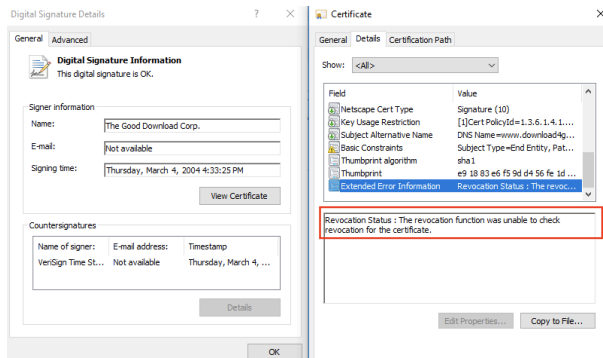 Digital Signature Details
General Advanced
Digital Signature Information
This digital signature is OK.
Signer information
Name: The Good Download Corp.
E-mail: Not available
Signing time: Thursday, March 4, 2004 4:33:25 PM
View Certificate
Countersignatures
Name of signer: E-mail address: Timestamp
VeriSign Time St... Not available Thursday, March 4, ...
Details
OK
Certificate
General Details Certification Path
Show: <All>
Field Value
Netscape Cert Type Signature (10)
Key Usage Restriction [1]Cert PolicyId=1.3.6.1.4.1....
Subject Alternative Name DNS Name=www.download4g...
Basic Constraints Subject Type=End Entity, Pat...
Thumbprint algorithm sha1
Thumbprint e9 18 83 e6 f5 9d d4 56 fe 1d ...
Extended Error Information Revocation Status : The revoc...
Revocation Status : The revocation function was unable to check
revocation for the certificate.
Edit Properties... Copy to File...